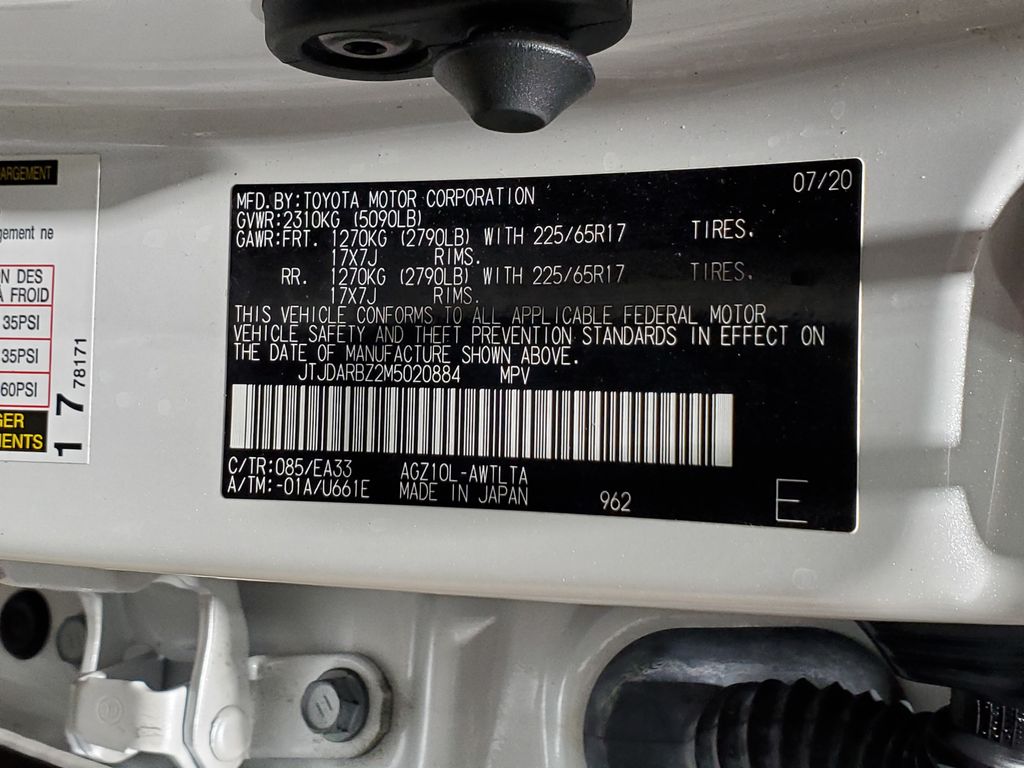 ARGEMENT
gement ne
ON DES
À FROID
35PSI
35PSI
60PSI
GER
MENTS
17
78171
07/20
MFD.BY:TOYOTA MOTOR CORPORATION
GVWR:2310KG (5090LB)
GAWR:FRT. 1270KG (2790LB) WITH 225/65R17 TIRES.
17X7J RIMS.
RR. 1270KG (2790LB) WITH 225/65R17 TIRES.
17X7J RIMS.
THIS VEHICLE CONFORMS TO ALL APPLICABLE FEDERAL MOTOR
VEHICLE SAFETY AND THEFT PREVENTION STANDARDS IN EFFECT ON
THE DATE OF MANUFACTURE SHOWN ABOVE.
JTJDARBZ2M5020884 MPV
C/TR:085/EA33 AGZ10L-AWTLTA
A/TM:-01A/U661E MADE IN JAPAN 962 E